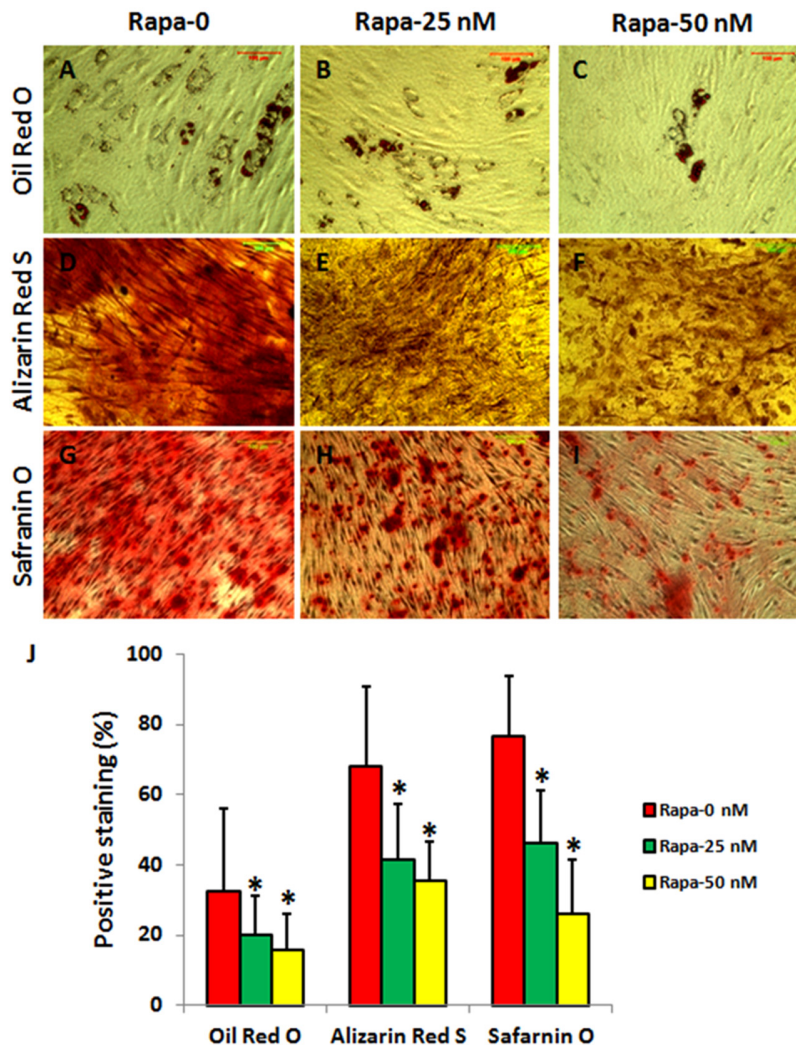 Rapa-0 Rapa-25 nM Rapa-50 nM
Oil Red O
A B C
Alizarin Red S
D E F
Safranin O
G H I
J
Positive staining (%)
100
80
60
40
20
0
* * * * * *
Oil Red O Alizarin Red S Safarnin O
Rapa-0 nM
Rapa-25 nM
Rapa-50 nM